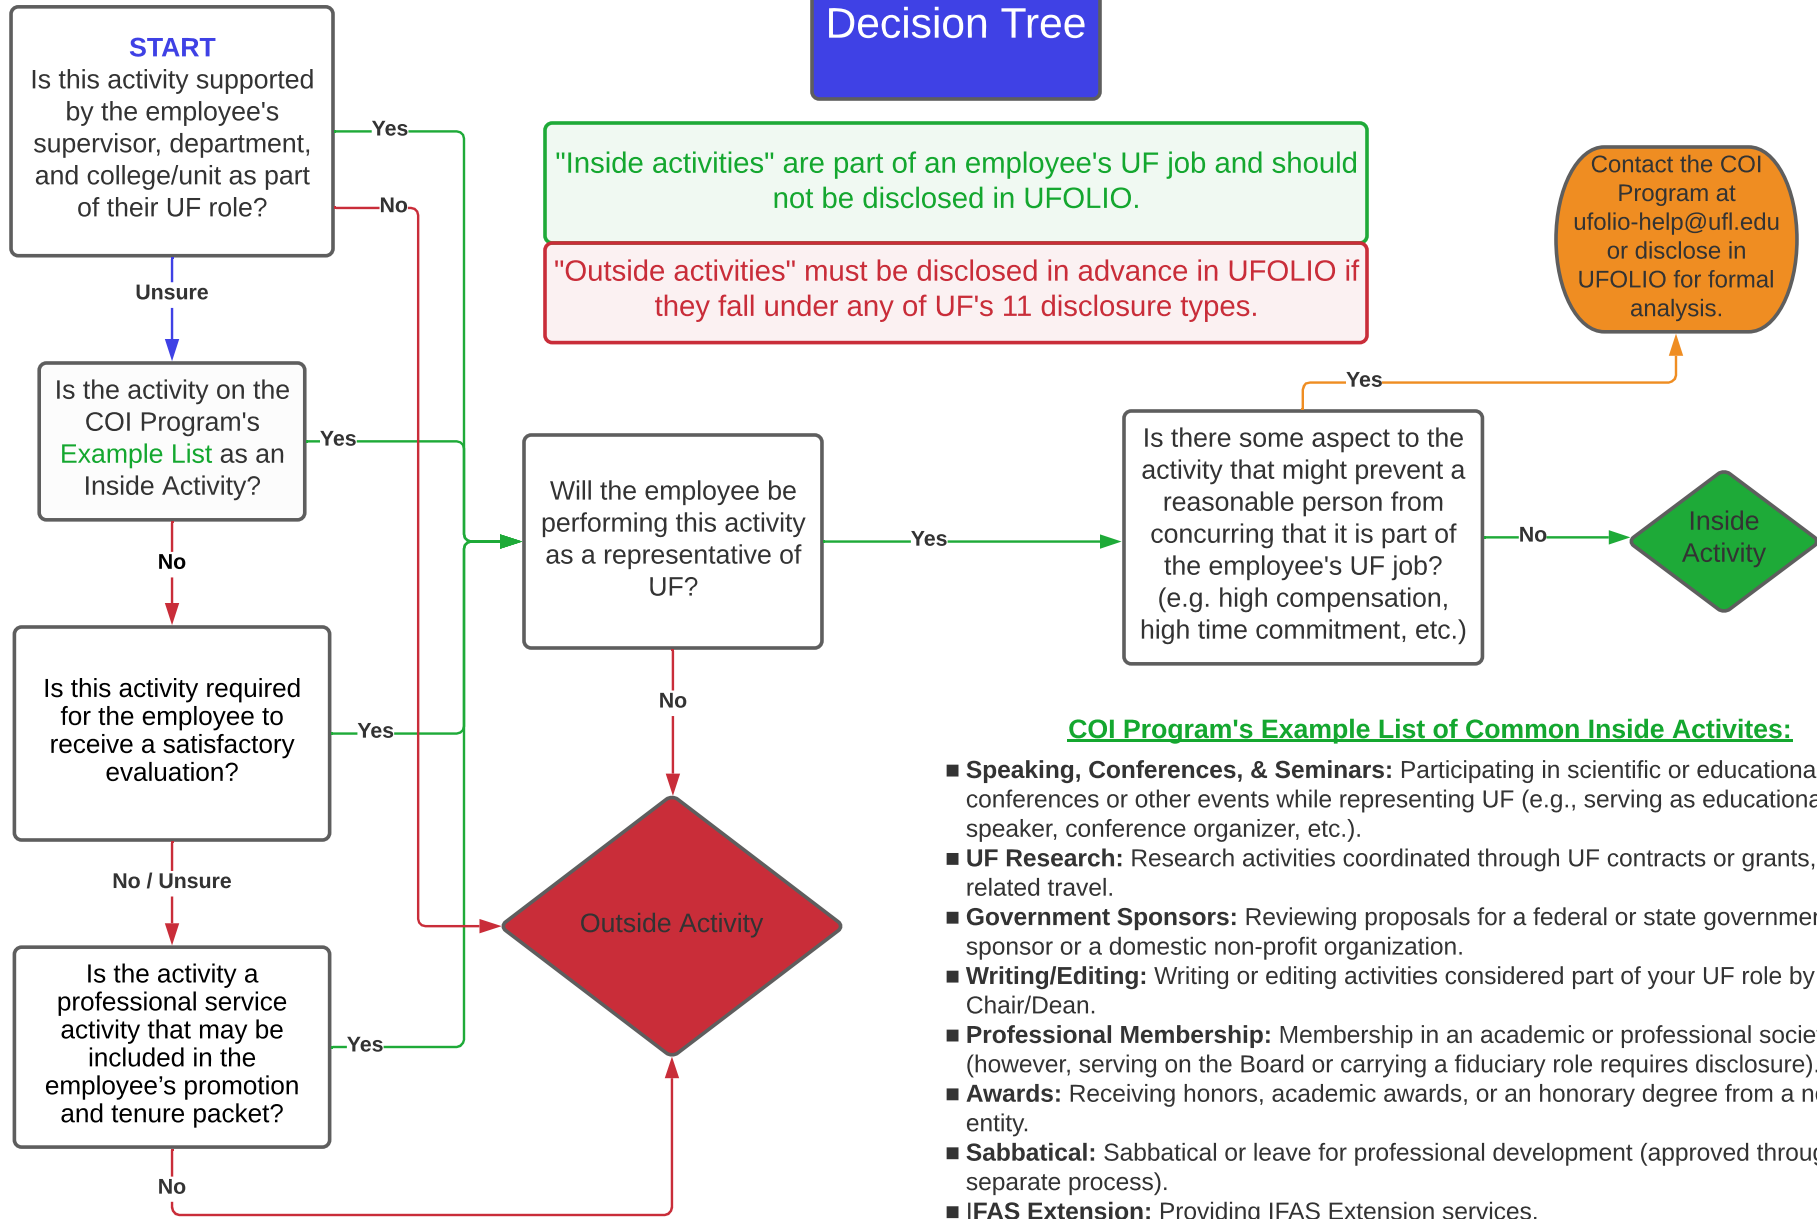 Decision Tree
START
Is this activity supported
by the employee's
supervisor, department,
and college/unit as part
of their UF role?
Yes
No
Unsure
"Inside activities" are part of an employee's UF job and should
not be disclosed in UFOLIO.
"Outside activities" must be disclosed in advance in UFOLIO if
they fall under any of UF's 11 disclosure types.
Contact the COI
Program at
ufolio-help@ufl.edu
or disclose in
UFOLIO for formal
analysis.
Yes
Is the activity on the
COI Program's
Example List as an
Inside Activity?
Yes
No
Will the employee be
performing this activity
as a representative of
UF?
Yes
No
Is there some aspect to the
activity that might prevent a
reasonable person from
concurring that it is part of
the employee's UF job?
(e.g. high compensation,
high time commitment, etc.)
No
Inside
Activity
Is this activity required
for the employee to
receive a satisfactory
evaluation?
Yes
No / Unsure
Outside Activity
Is the activity a
professional service
activity that may be
included in the
employee’s promotion
and tenure packet?
Yes
No
COI Program's Example List of Common Inside Activites:
■ Speaking, Conferences, & Seminars: Participating in scientific or educationa
conferences or other events while representing UF (e.g., serving as educationa
speaker, conference organizer, etc.).
■ UF Research: Research activities coordinated through UF contracts or grants,
related travel.
■ Government Sponsors: Reviewing proposals for a federal or state governmen
sponsor or a domestic non-profit organization.
■ Writing/Editing: Writing or editing activities considered part of your UF role by
Chair/Dean.
■ Professional Membership: Membership in an academic or professional socie
(however, serving on the Board or carrying a fiduciary role requires disclosure).
■ Awards: Receiving honors, academic awards, or an honorary degree from a
entity.
■ Sabbatical: Sabbatical or leave for professional development (approved throug
separate process).
■ IFAS Extension: Providing IFAS Extension services.